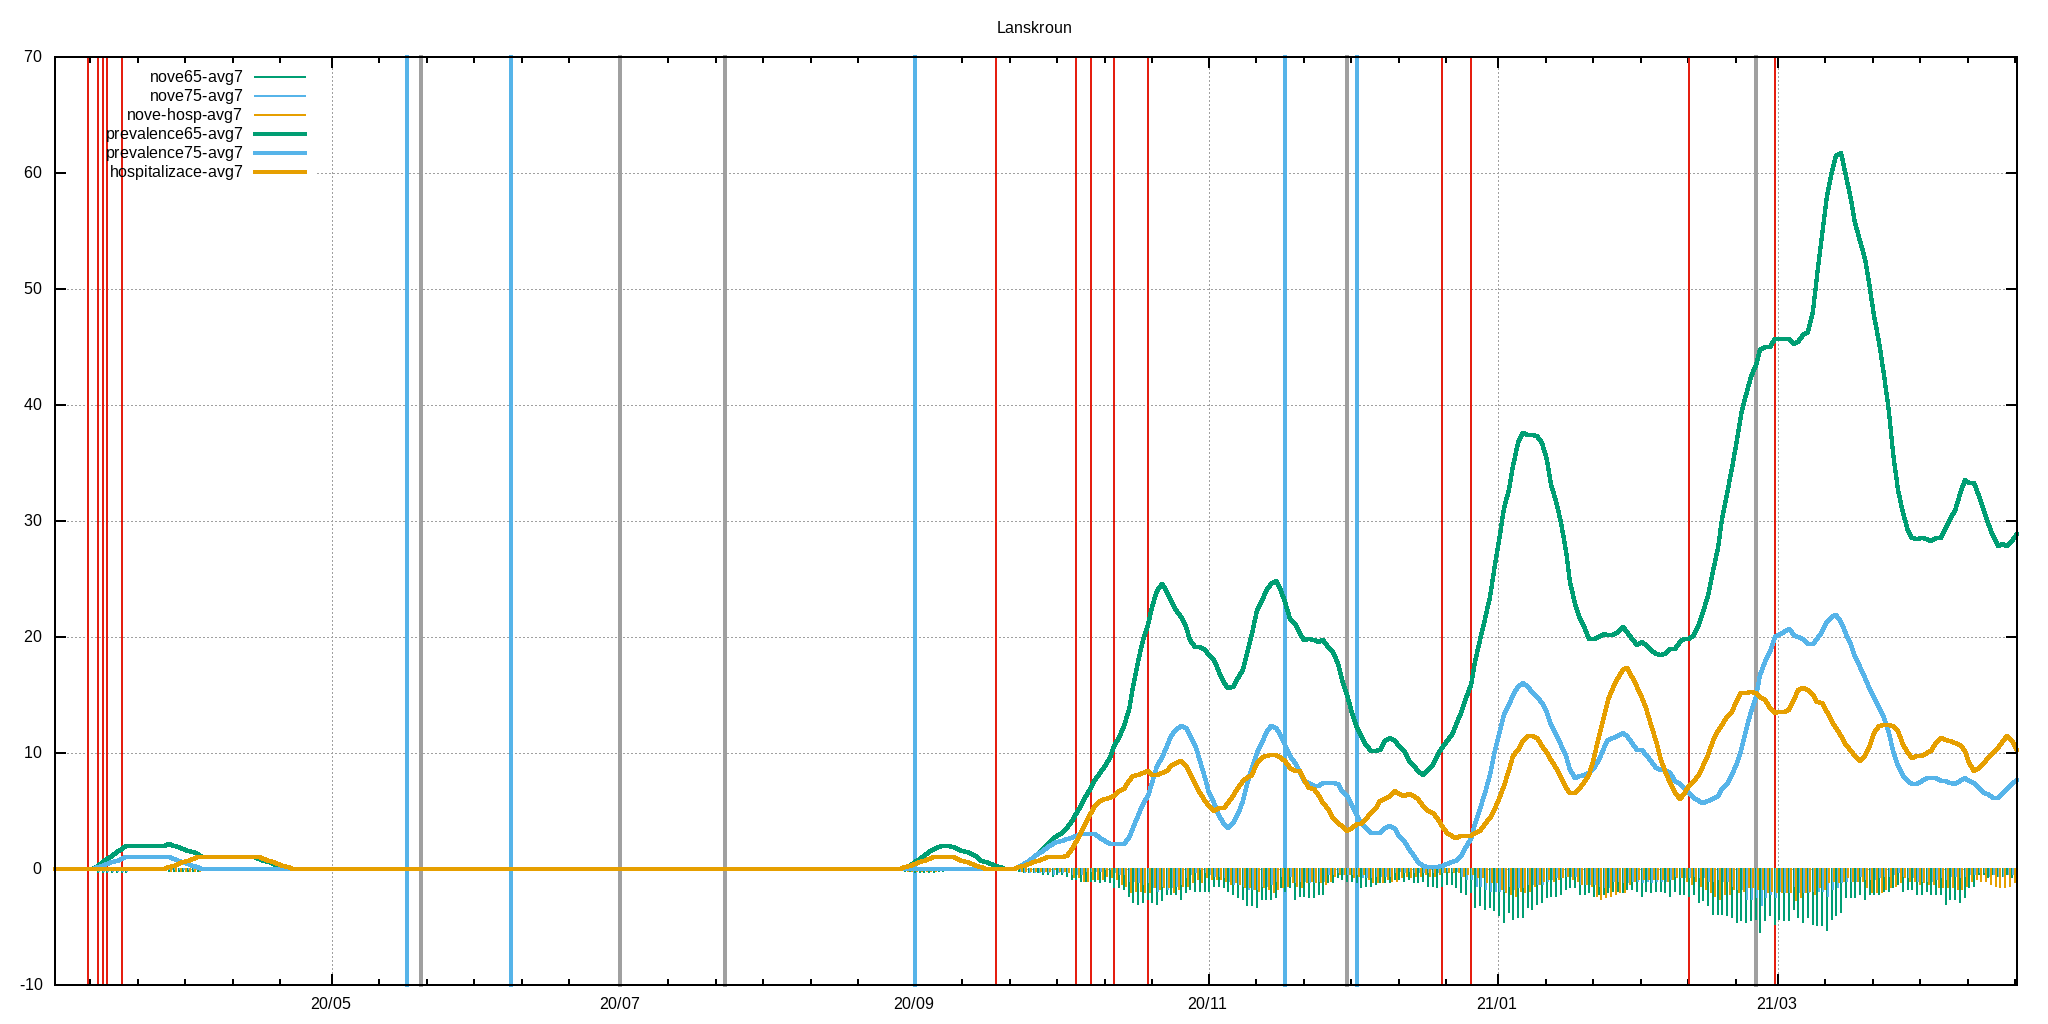 Lanskroun
70
60
50
40
30
20
10
0
-10
nove65-avg7
nove75-avg7
nove-hosp-avg7
prevalence65-avg7
prevalence75-avg7
hospitalizace-avg7
20/05
20/07
20/09
20/11
21/01
21/03